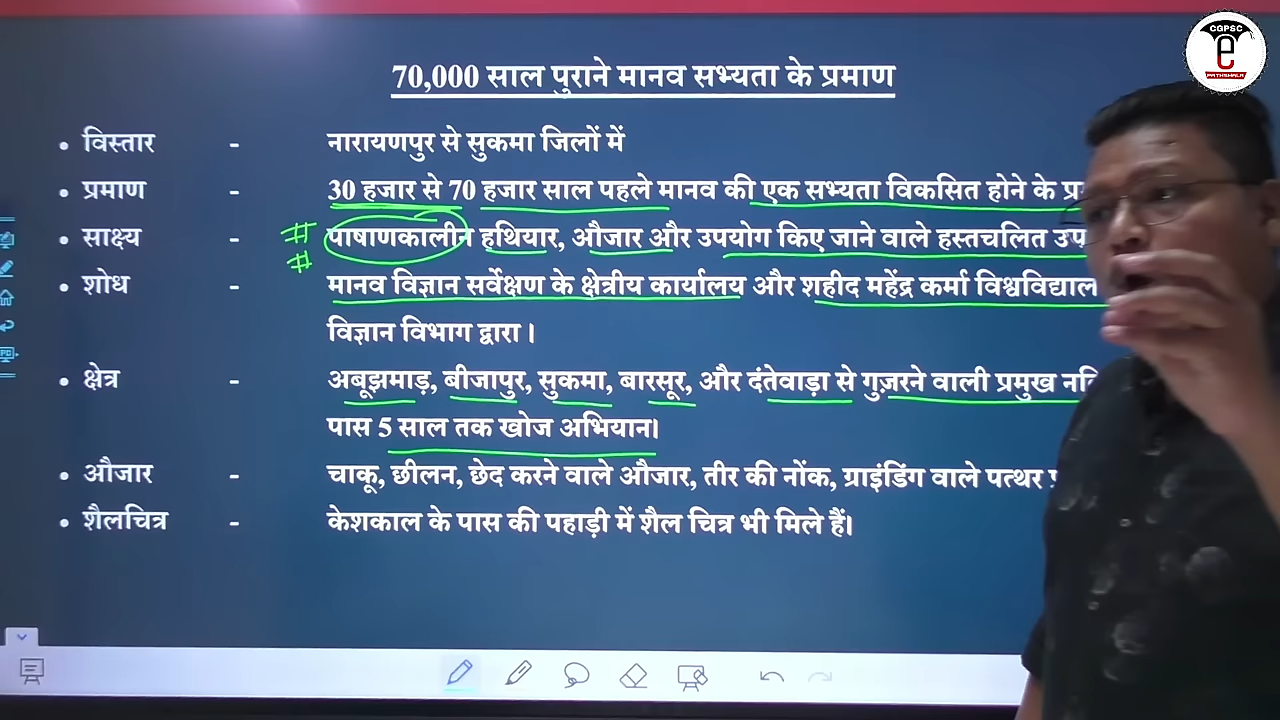 CGPSC
e
PATHSHALA
70,000 साल पुराने मानव सभ्यता के प्रमाण
• विस्तार - नारायणपुर से सुकमा जिलों में
• प्रमाण - 30 हजार से 70 हजार साल पहले मानव की एक सभ्यता विकसित होने के
# # • साक्ष्य - पाषाणकालीन हथियार, औजार और उपयोग किए जाने वाले हस्तचलित
• शोध - मानव विज्ञान सर्वेक्षण के क्षेत्रीय कार्यालय और शहीद महेंद्र कर्मा
विज्ञान विभाग द्वारा।
• क्षेत्र - अबूझमाड़, बीजापुर, सुकमा, बारसूर, और दंतेवाड़ा से गुज़रने वाली प्रमुख
पास 5 साल तक खोज अभियान।
• औजार - चाकू, छीलन, छेद करने वाले औजार, तीर की नोंक, ग्राइंडिंग वाले पत्थर
• शैलचित्र - केशकाल के पास की पहाड़ी में शैल चित्र भी मिले हैं।